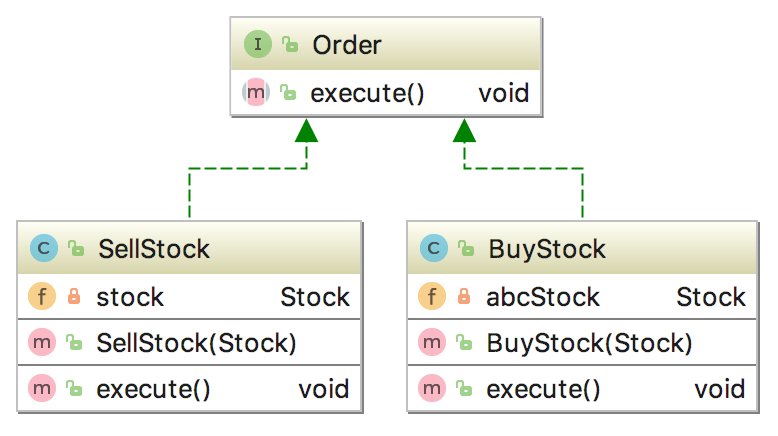 I Order
m execute() void
C SellStock
f stock Stock
m SellStock(Stock)
m execute() void
C BuyStock
f abcStock Stock
m BuyStock(Stock)
m execute() void